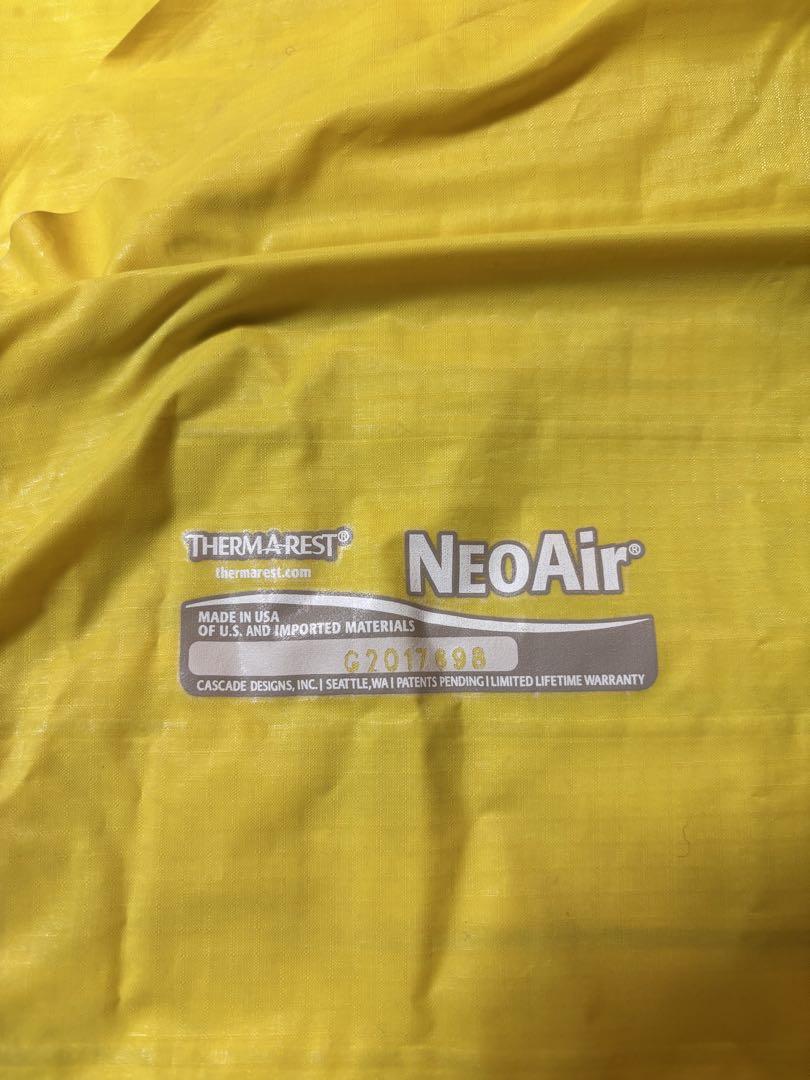 THERM-A-REST®
thermarest.com
NEOAir®
MADE IN USA
OF U.S. AND IMPORTED MATERIALS
G2017698
CASCADE DESIGNS, INC. | SEATTLE, WA | PATENTS PENDING | LIMITED LIFETIME WARRANTY